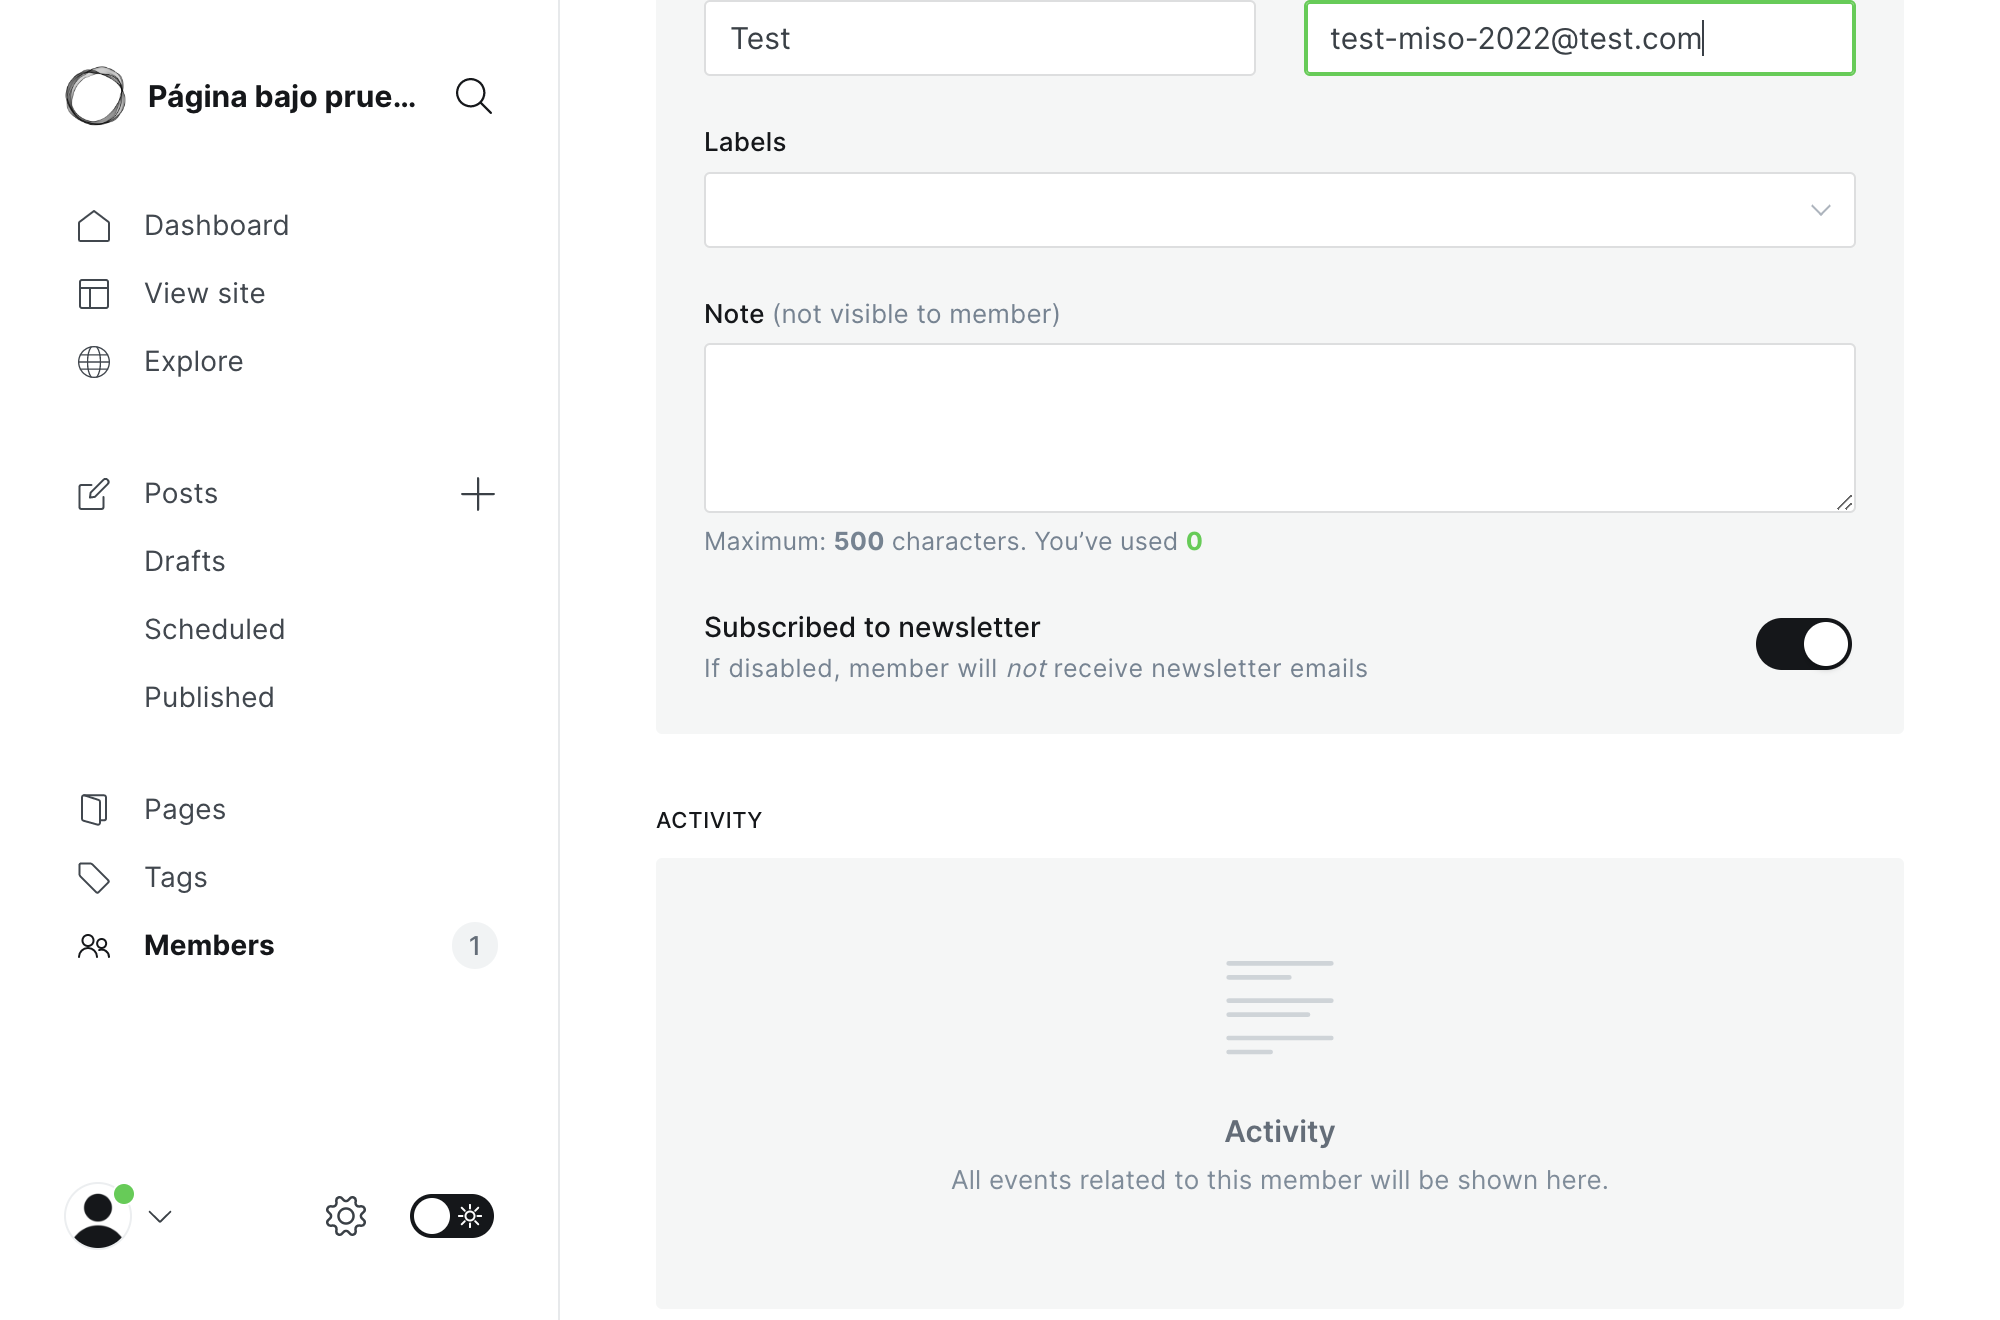 Página bajo prue...
Dashboard
View site
Explore
Posts
Drafts
Scheduled
Published
Pages
Tags
Members 1
Test
test-miso-2022@test.com
Labels
Note (not visible to member)
Maximum: 500 characters. You’ve used 0
Subscribed to newsletter
If disabled, member will not receive newsletter emails
ACTIVITY
Activity
All events related to this member will be shown here.